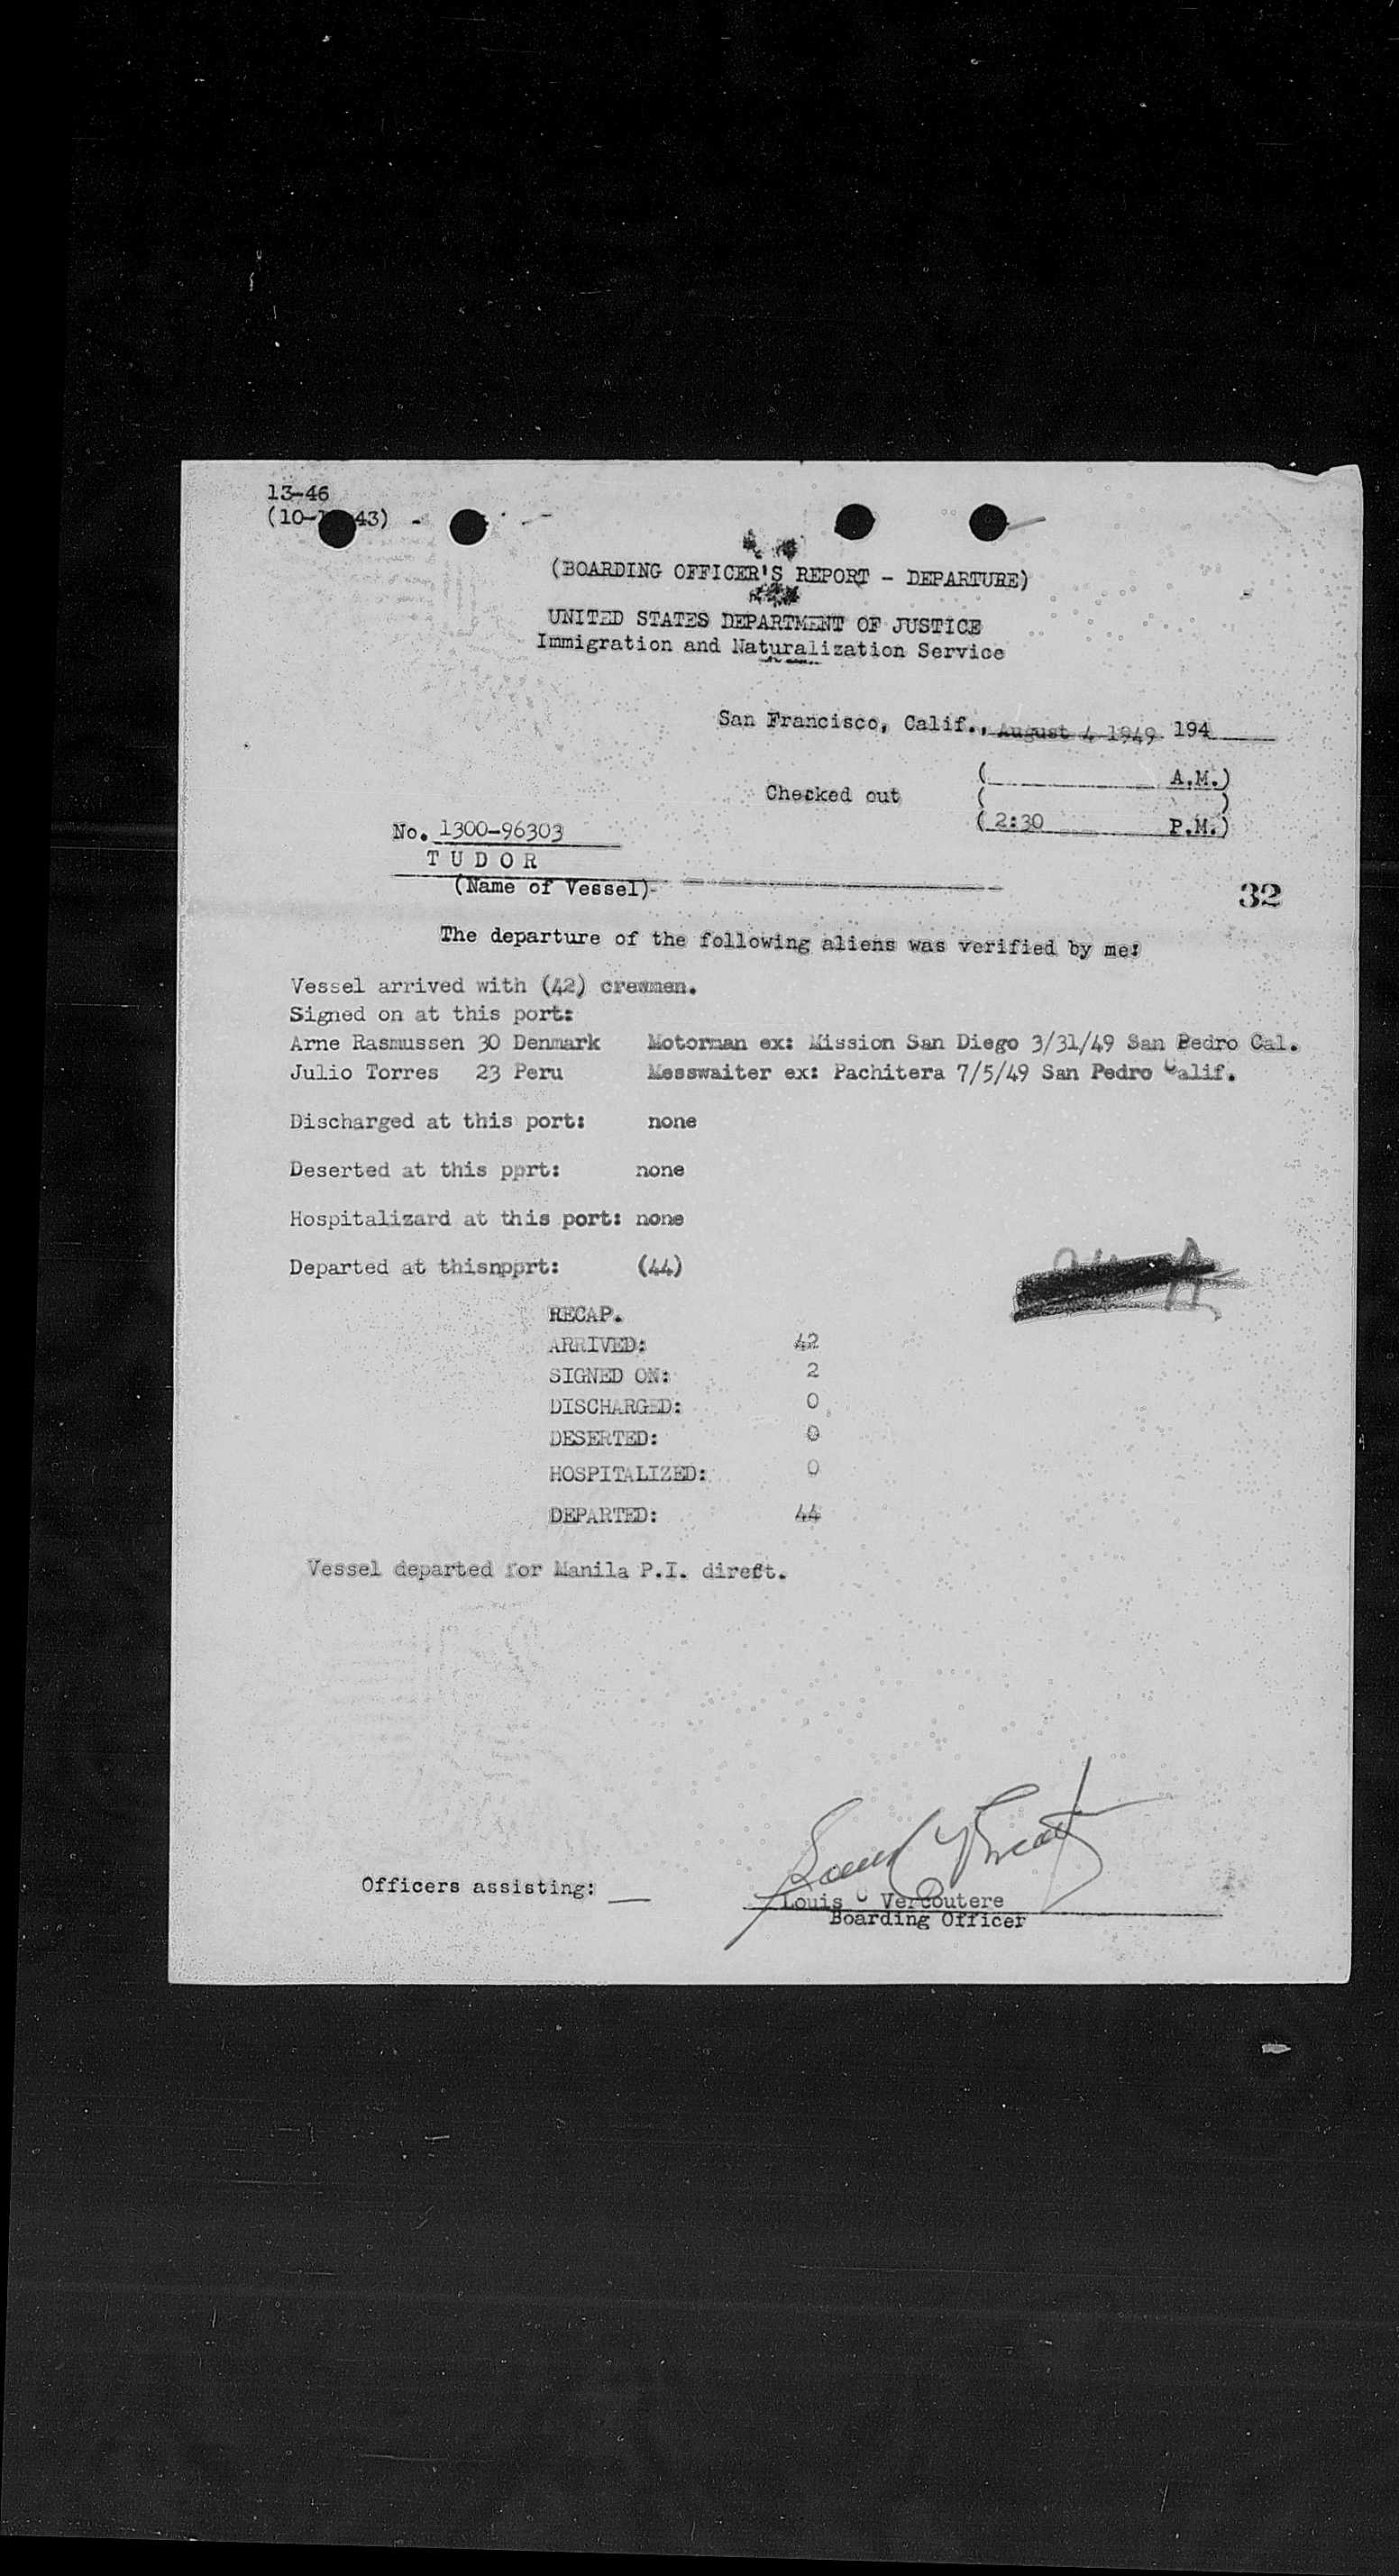 13-46
(10- 43)
(BOARDING OFFICER'S REPORT - DEPARTURE)
UNITED STATES DEPARTMENT OF JUSTICE
Immigration and Naturalization Service
San Francisco, Calif., August 4 1949 194
( A.M.)
Checked out ( )
( 2:30 P.M.)
No. 1300-96303
T U D O R
(Name of Vessel)
32
The departure of the following aliens was verified by me:
Vessel arrived with (42) crewmen.
Signed on at this port:
Arne Rasmussen 30 Denmark Motorman ex: Mission San Diego 3/31/49 San Pedro Cal.
Julio Torres 23 Peru Messwaiter ex: Pachitera 7/5/49 San Pedro Calif.
Discharged at this port: none
Deserted at this pprt: none
Hospitalizard at this port: none
Departed at thisnpprt: (44)
RECAP.
ARRIVED: 42
SIGNED ON: 2
DISCHARGED: 0
DESERTED: 0
HOSPITALIZED: 0
DEPARTED: 44
Vessel departed for Manila P.I. direct.
Officers assisting:
Louis C Vercoutere
Boarding Officer